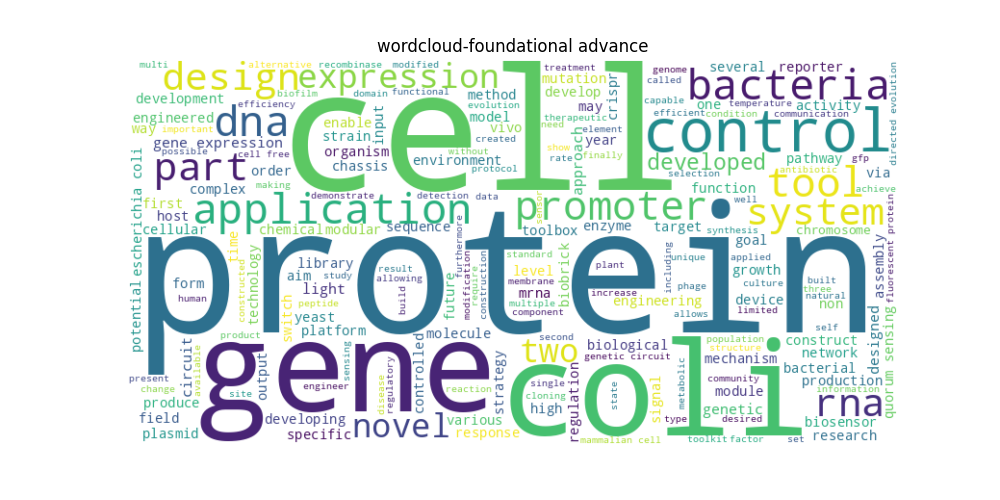 wordcloud-foundational advance
multi
alternative
recombinase
modified
design
expression
biofilm
domain
functional
cell
treatment
mutation
develop
crispr
genome
called
several
reporter
bacteria
capable
one
temperature
activity
efficient
condition
communication
directed evolution
development
efficiency
engineered
way
important
dna
method
evolution
model
therapeutic
enable
input
strain
vivo
created
need
element
may
year
control
gene expression
possible
cell free
organism
environment
without
protocol
show
rate
finally
approach
selection
developed
pathway
gfp
via
antibiotic
achieve
part
order
chassis
making
complex
demonstrate
detection
data
function
well
tool
system
first
host
application
promoter
sensor
cellular
chemical
modular
sequence
toolbox
enzyme
target
synthesis
chromosome
potential
escherichia coli
time
technology
constructed
library
aim
study
light
result
allowing
build
furthermore
modification
require
construction
standard
level
membrane
mrna
multiple
component
biobrick
plant
increase
engineering
including
phage
allows
unique
applied
goal
growth
culture
device
limited
built
three
natural
non
self
assembly
fluorescent protein
form
human
protein
switch
peptide
yeast
platform
future
molecule
second
two
biological
genetic circuit
population
structure
mechanism
construct
network
bacterial
production
information
designed
quorum sensing
product
circuit
available
output
sensing
controlled
strategy
present
change
site
engineer
disease
regulatory
reaction
single
cloning
high
state
regulation
signal
metabolic
community
module
type
desired
genetic
gene
coli
rna
produce
field
plasmid
developing
specific
novel
various
response
mammalian cell
toolkit
factor
set
biosensor
research